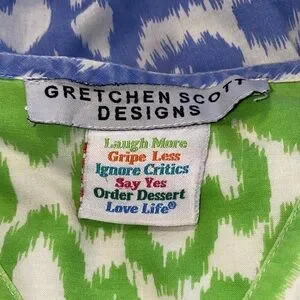 GRETCHEN SCOTT
DESIGNS
Laugh More
Gripe Less
Ignore Critics
Say Yes
Order Dessert
Love Life®